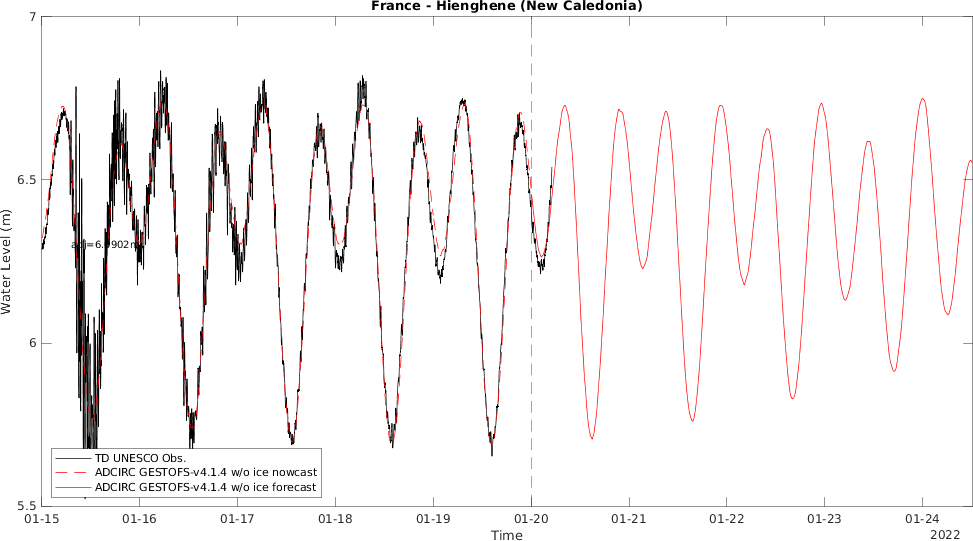 France - Hienghene (New Caledonia)
7
6.5
6
5.5
Water Level (m)
TD UNESCO Obs.
ADCIRC GESTOFS-v4.1.4 w/o ice nowcast
ADCIRC GESTOFS-v4.1.4 w/o ice forecast
01-15 01-16 01-17 01-18 01-19 01-20 01-21 01-22 01-23 01-24
Time
2022